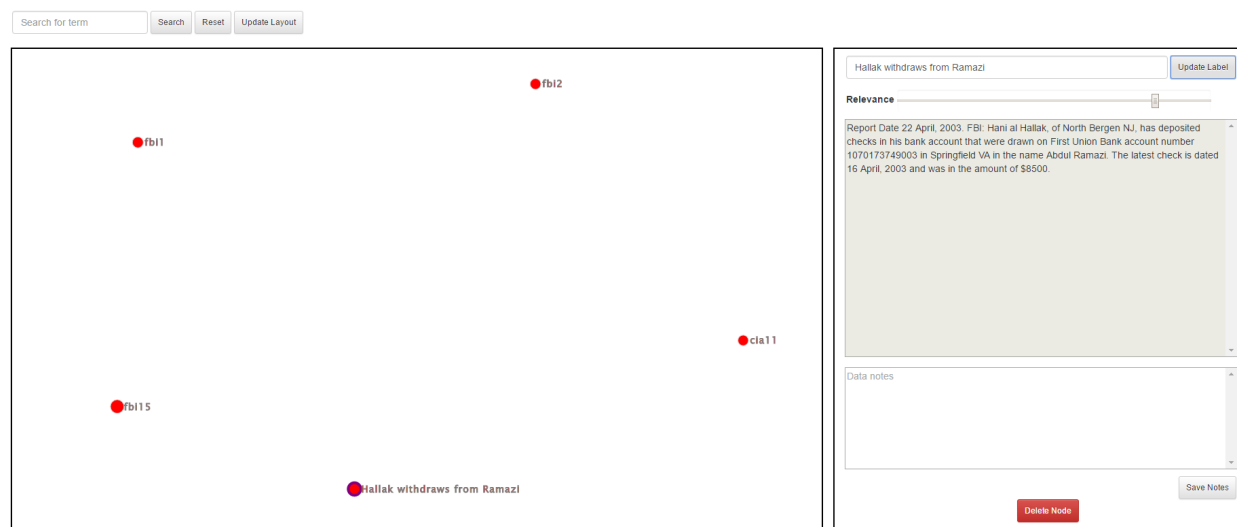 Search for term
Search
Reset
Update Layout
fbi2
fbi1
cia11
fbi15
Hallak withdraws from Ramazi
Hallak withdraws from Ramazi
Update Label
Relevance
Report Date 22 April, 2003. FBI: Hani al Hallak, of North Bergen NJ, has deposited
checks in his bank account that were drawn on First Union Bank account number
1070173749003 in Springfield VA in the name Abdul Ramazi. The latest check is dated
16 April, 2003 and was in the amount of $8500.
Data notes
Save Notes
Delete Node